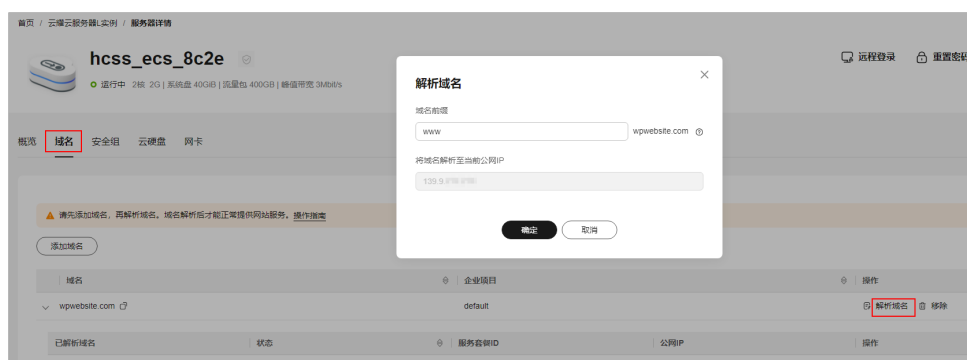 首页 / 云耀云服务器L实例 / 服务器详情
hcss_ecs_8c2e
运行中 2核 2G | 系统盘 40GiB | 流量包 400GB | 峰值带宽 3Mbit/s
远程登录 重置密码
概览 域名 安全组 云硬盘 网卡
解析域名
域名前缀
www wpwebsite.com
将域名解析至当前公网IP
139.9.
确定 取消
请先添加域名，再解析域名。域名解析后才能正常提供网站服务。操作指南
添加域名
域名 企业项目 操作
wpwebsite.com default 解析域名 移除
已解析域名 状态 服务套餐ID 公网IP 操作